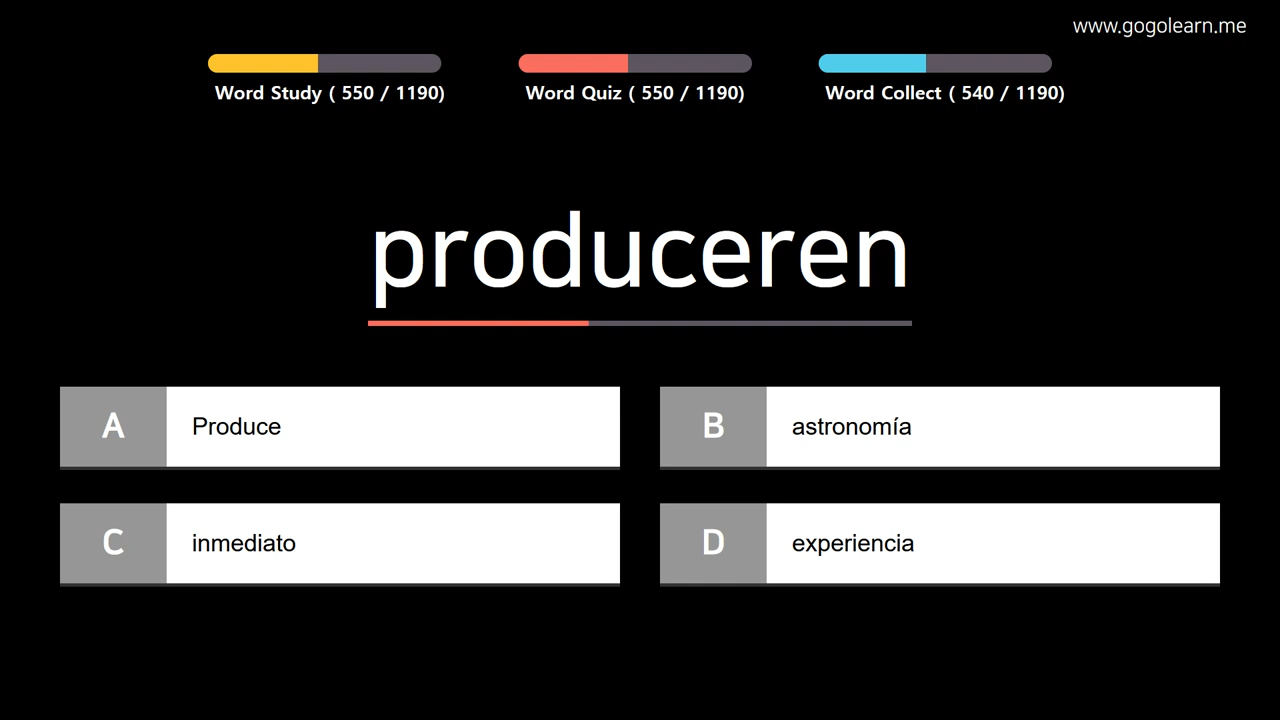 www.gogolearn.me
Word Study ( 550 / 1190)
Word Quiz ( 550 / 1190)
Word Collect ( 540 / 1190)
produceren
A
Produce
B
astronomía
C
inmediato
D
experiencia